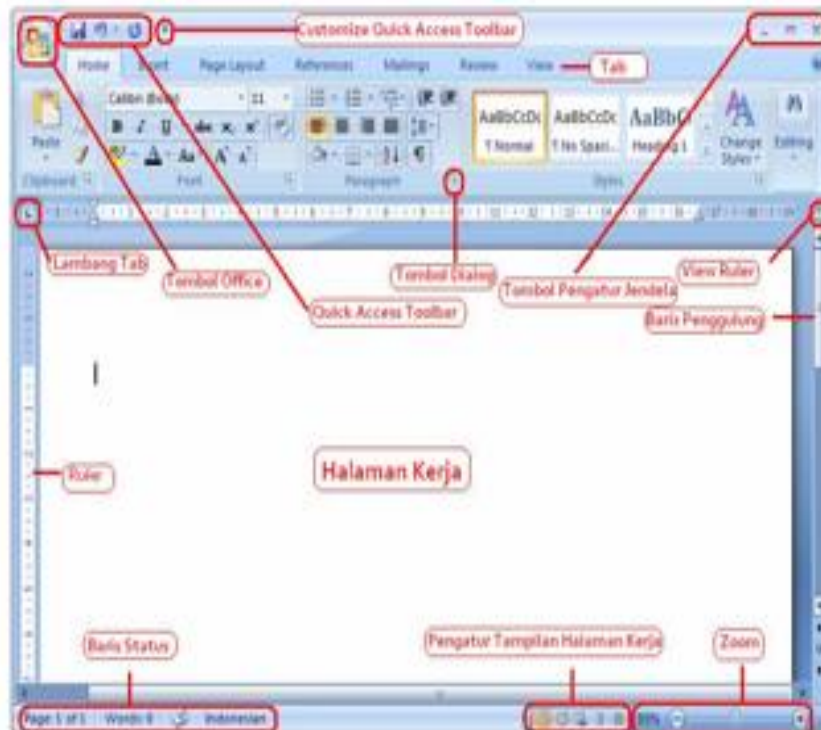 Customize Quick Access Toolbar
Home Insert Page Layout References Mailings Review View
Tab
Paste
Calibri (Body) 11
AaBbCcDc AaBbCcDc AaBbC
¶ Normal ¶ No Spaci... Heading 1
Change Styles
Editing
Clipboard Font Paragraph Styles
Lambang Tab
Tombol Office
Tombol Dialog
View Ruler
Tombol Pengatur Jendela
Quick Access Toolbar
Baris Penggulung
Ruler
Halaman Kerja
Baris Status
Pengatur Tampilan Halaman Kerja
Zoom
Page: 1 of 1 Words: 0 Indonesian